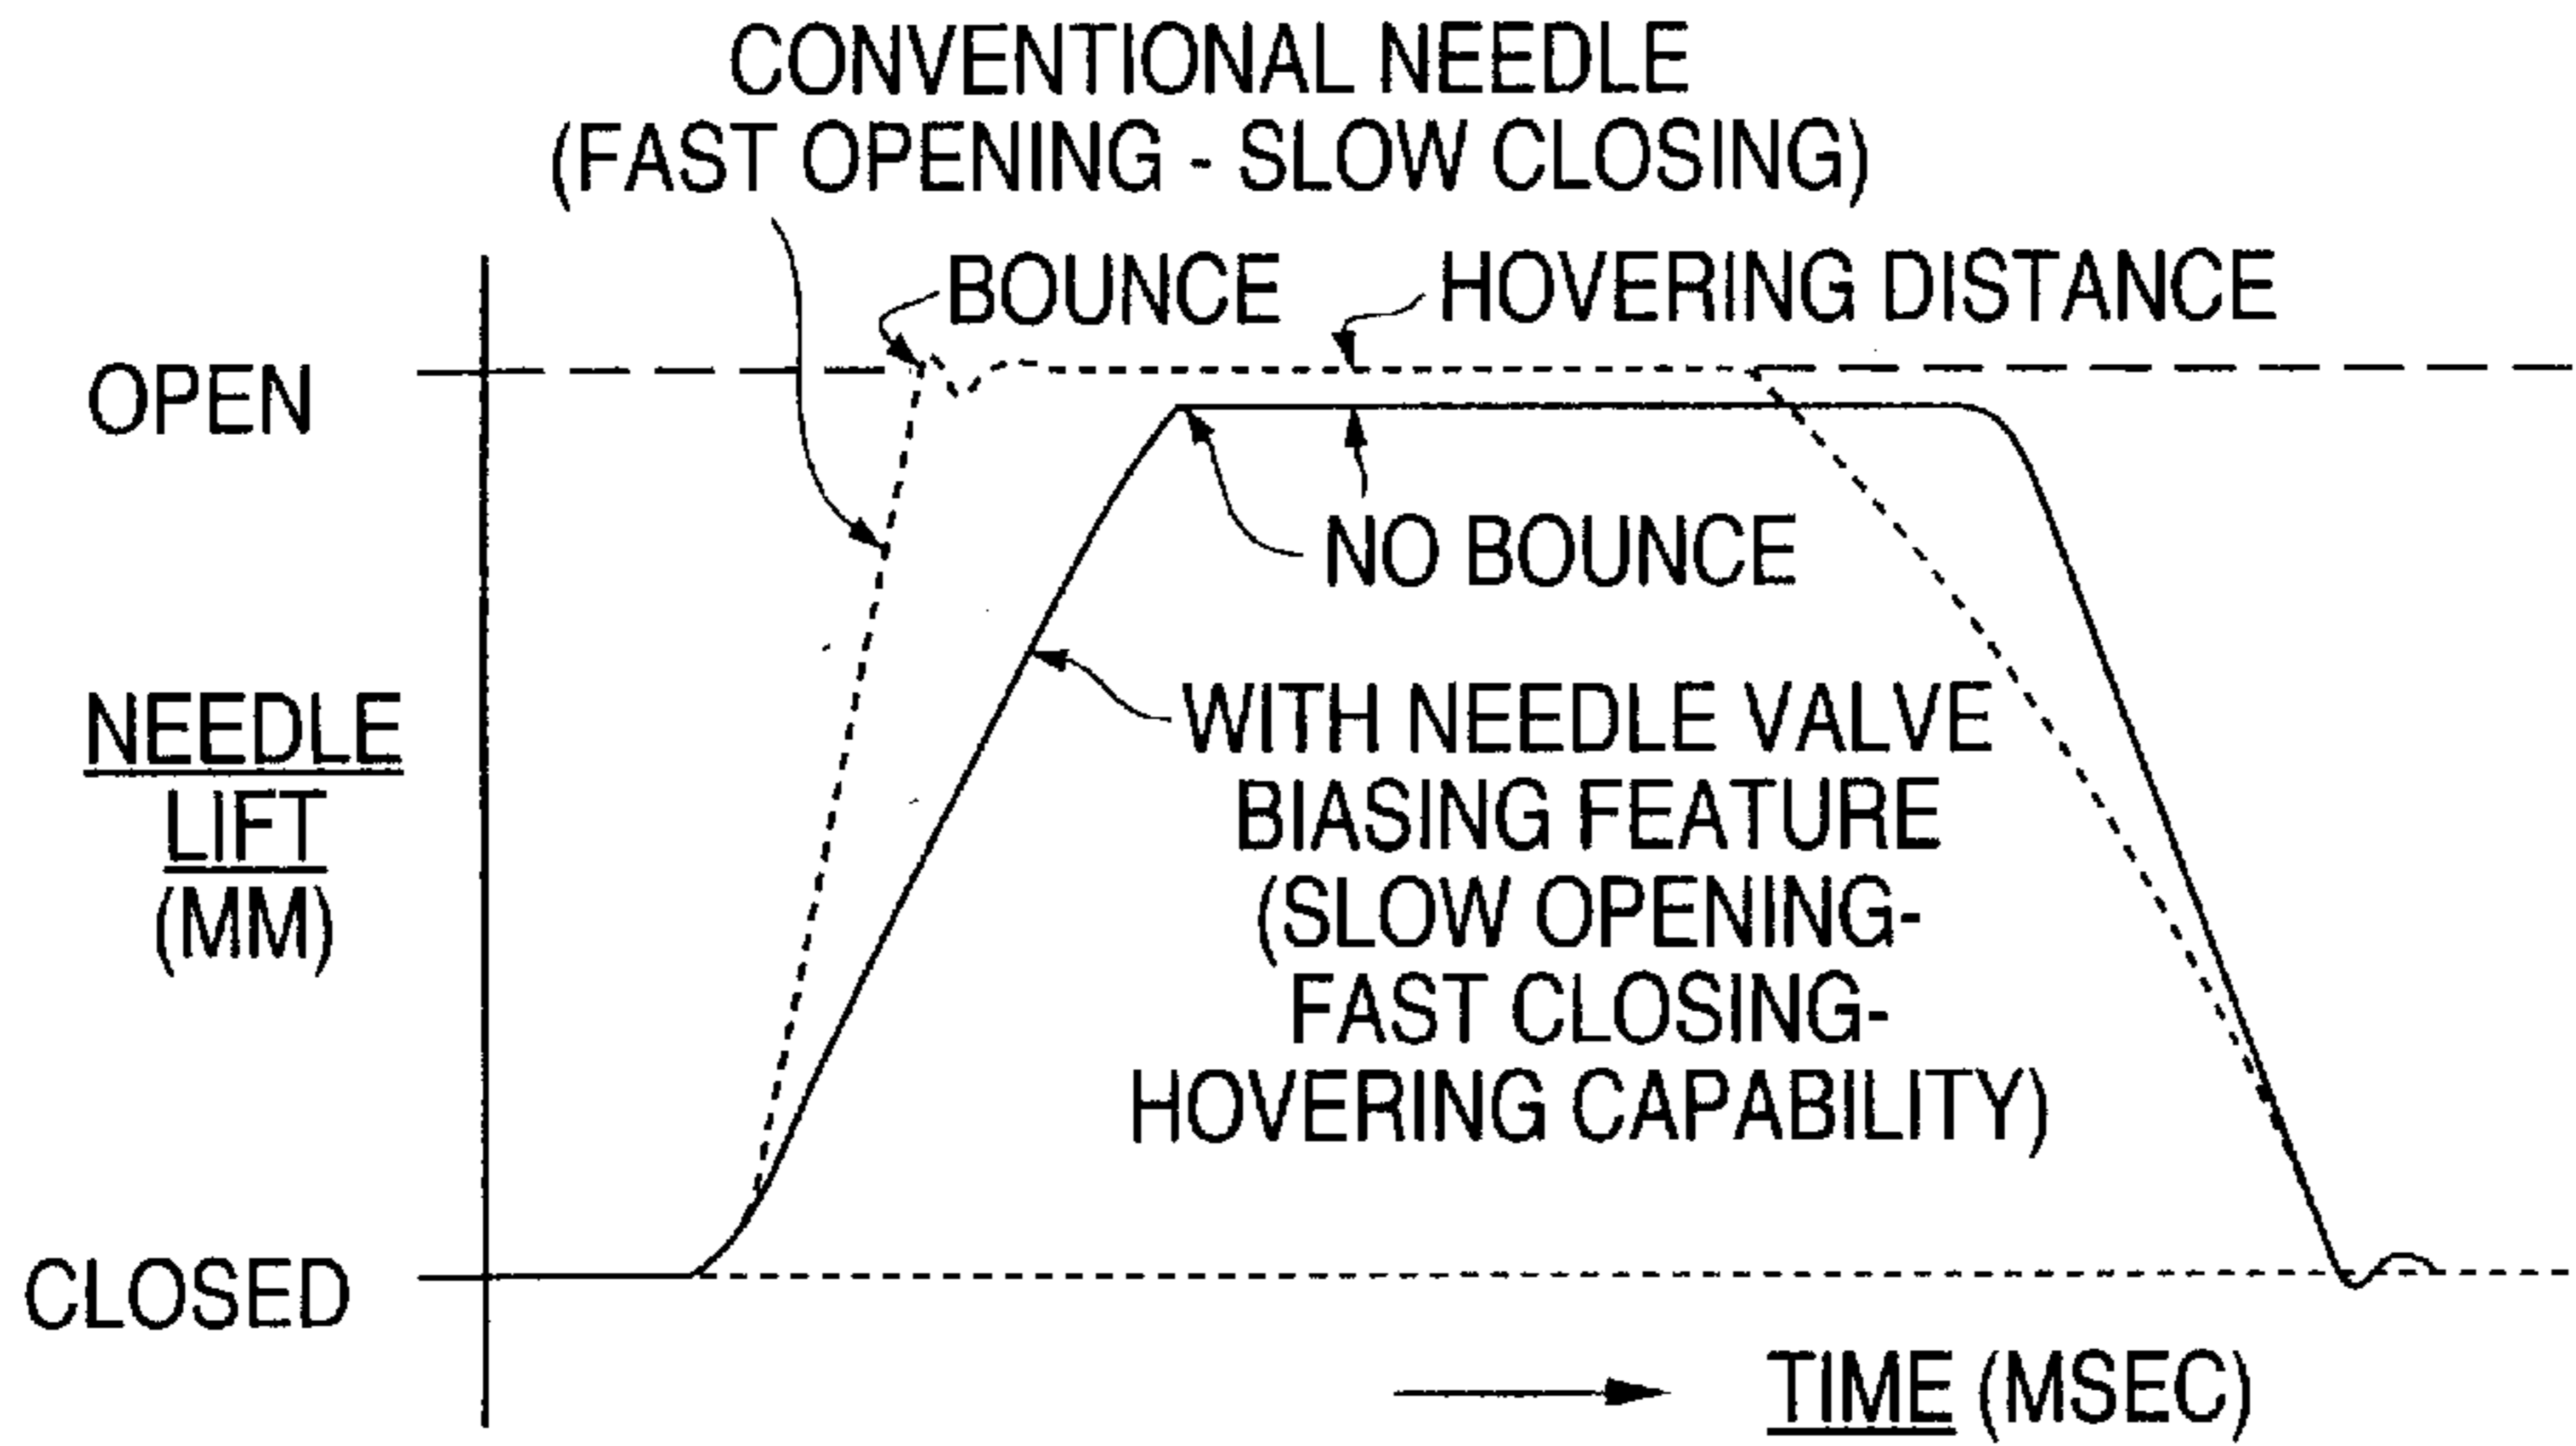 CONVENTIONAL NEEDLE
(FAST OPENING - SLOW CLOSING)
BOUNCE
HOVERING DISTANCE
OPEN
NO BOUNCE
WITH NEEDLE VALVE
BIASING FEATURE
(SLOW OPENING-
FAST CLOSING-
HOVERING CAPABILITY)
NEEDLE
LIFT
(MM)
CLOSED
TIME (MSEC)